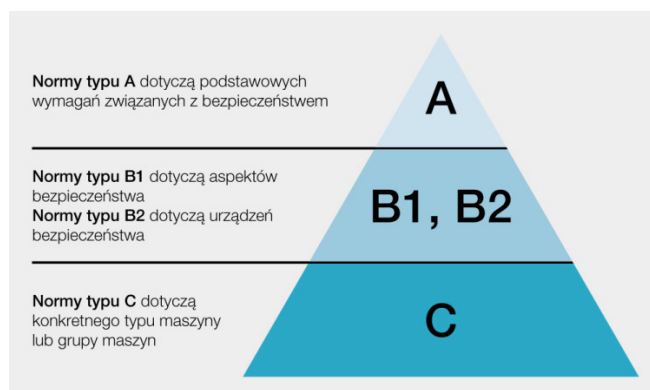 Normy typu A dotyczą podstawowych
wymagań związanych z bezpieczeństwem
A
Normy typu B1 dotyczą aspektów
bezpieczeństwa
Normy typu B2 dotyczą urządzeń
bezpieczeństwa
B1, B2
Normy typu C dotyczą
konkretnego typu maszyny
lub grupy maszyn
C